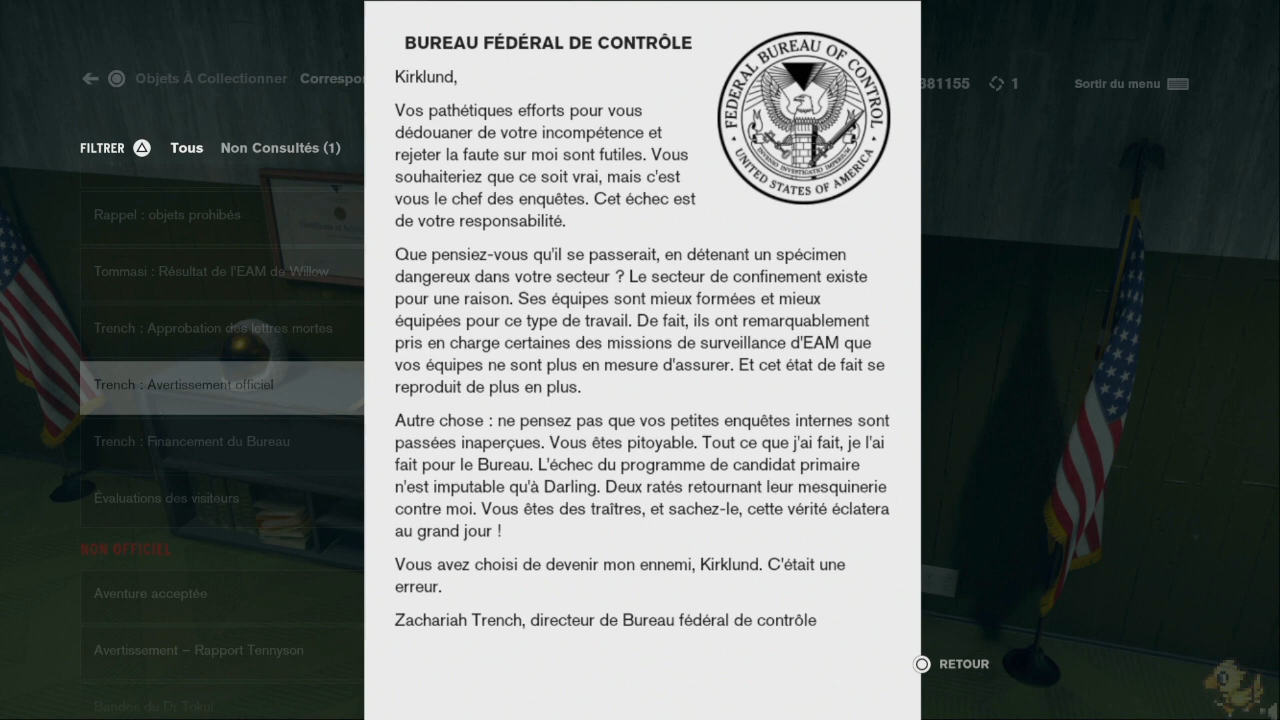 BUREAU FÉDÉRAL DE CONTRÔLE
Kirklund,
Vos pathétiques efforts pour vous
dédouaner de votre incompétence et
rejeter la faute sur moi sont futiles. Vous
souhaiteriez que ce soit vrai, mais c'est
vous le chef des enquêtes. Cet échec est
de votre responsabilité.
Que pensiez-vous qu'il se passerait, en détenant un spécimen
dangereux dans votre secteur ? Le secteur de confinement existe
pour une raison. Ses équipes sont mieux formées et mieux
équipées pour ce type de travail. De fait, ils ont remarquablement
pris en charge certaines des missions de surveillance d'EAM que
vos équipes ne sont plus en mesure d'assurer. Et cet état de fait se
reproduit de plus en plus.
Autre chose : ne pensez pas que vos petites enquêtes internes sont
passées inaperçues. Vous êtes pitoyable. Tout ce que j'ai fait, je l'ai
fait pour le Bureau. L'échec du programme de candidat primaire
n'est imputable qu'à Darling. Deux ratés retournant leur mesquinerie
contre moi. Vous êtes des traîtres, et sachez-le, cette vérité éclatera
au grand jour !
Vous avez choisi de devenir mon ennemi, Kirklund. C'était une
erreur.
Zachariah Trench, directeur de Bureau fédéral de contrôle
FEDERAL BUREAU OF CONTROL
UNITED STATES OF AMERICA
Objets À Collectionner Correspo
381155 1
Sortir du menu
FILTRER Tous Non Consultés (1)
Rappel : objets prohibés
Tommasi : Résultat de l'EAM de Willow
Trench : Approbation des lettres mortes
Trench : Avertissement officiel
Trench : Financement du Bureau
Évaluations des visiteurs
NON OFFICIEL
Aventure acceptée
Avertissement – Rapport Tennyson
Bandes du Dr Tokui
RETOUR